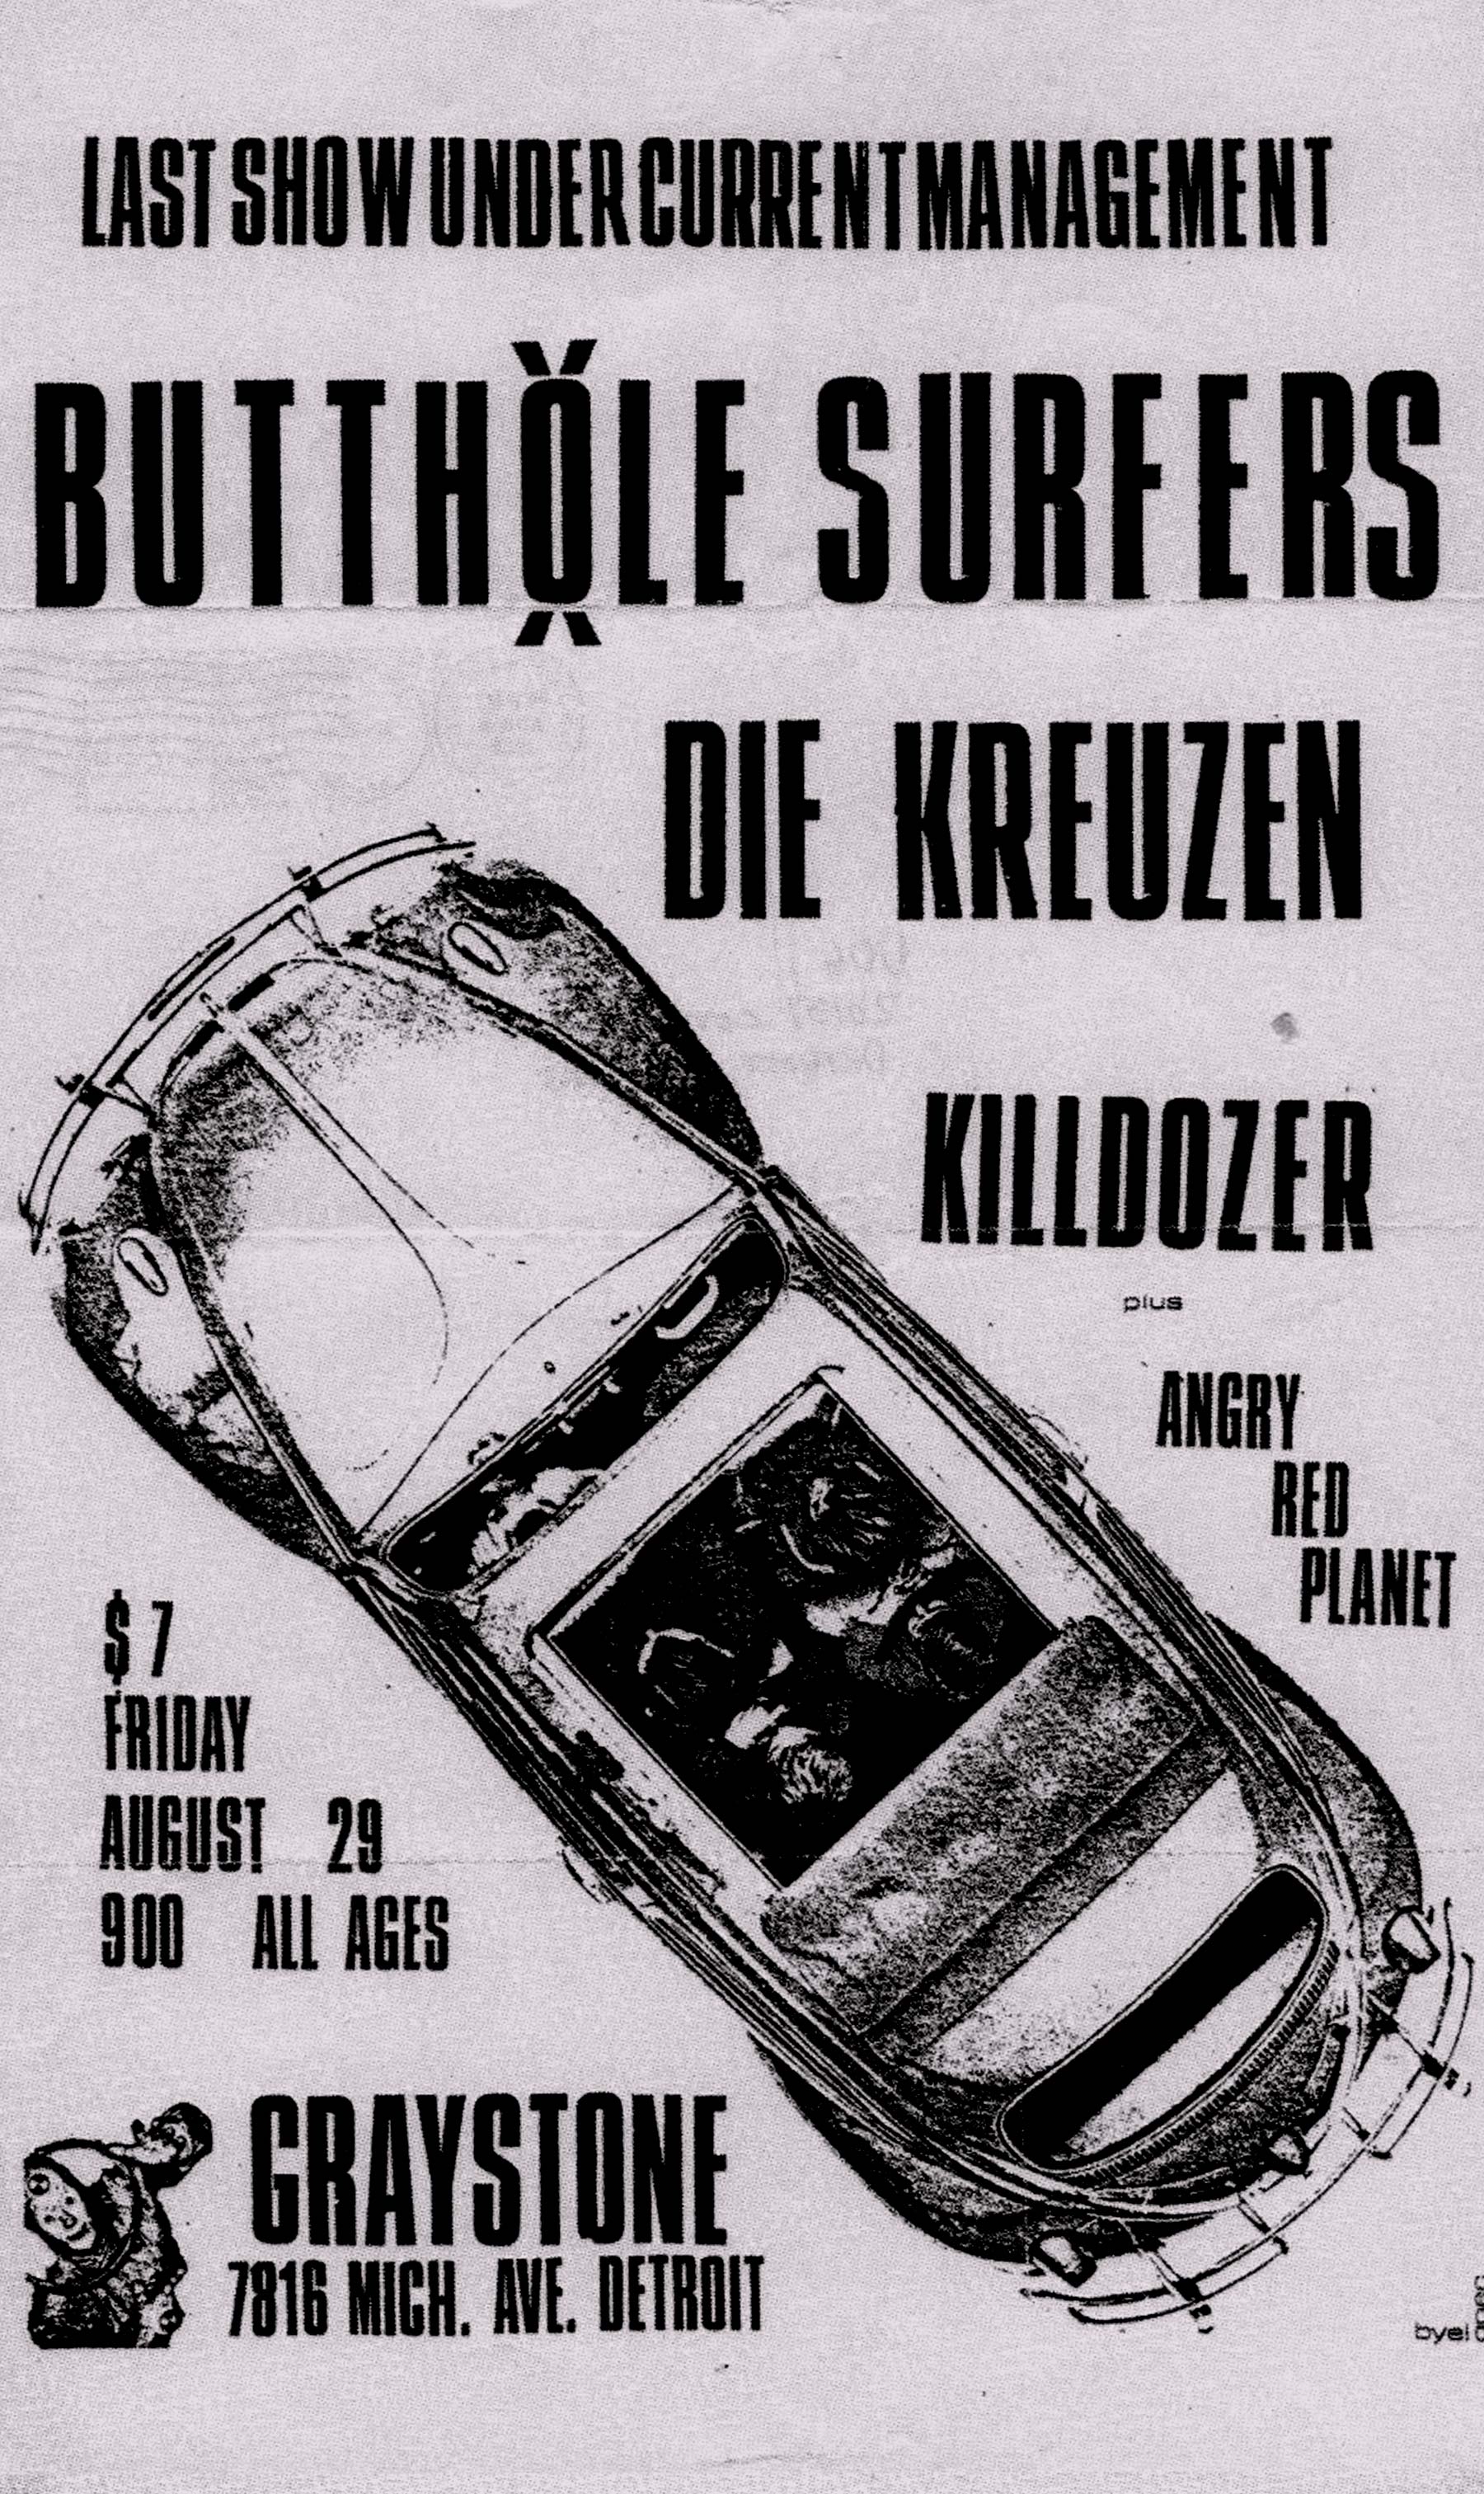 LAST SHOW UNDER CURRENT MANAGEMENT
BUTTHÖLE SURFERS
DIE KREUZEN
KILLDOZER
plus
ANGRY
RED
PLANET
$7
FRIDAY
AUGUST 29
900 ALL AGES
GRAYSTONE
7816 MICH. AVE. DETROIT